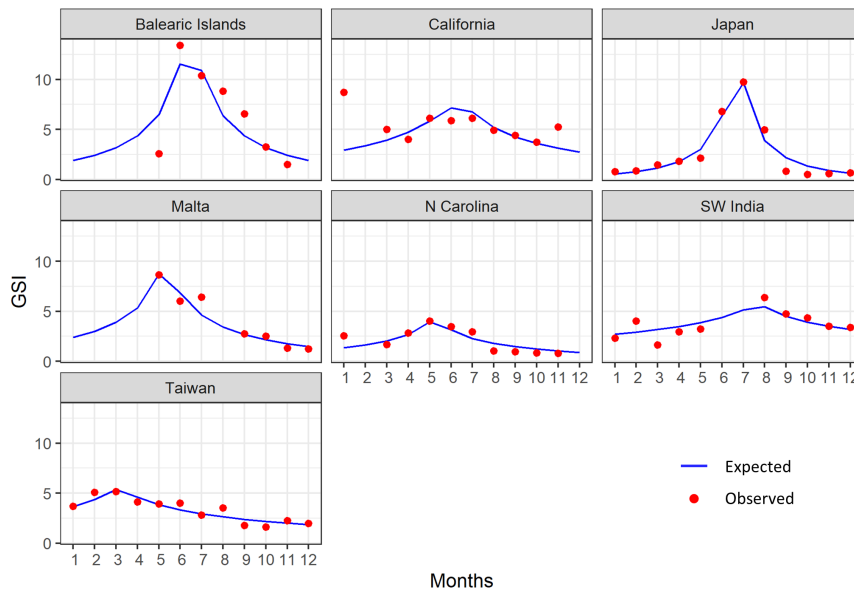 Balearic Islands California Japan
10
5
0
Malta N Carolina SW India
10
5
0
1 2 3 4 5 6 7 8 9 10 11 12 1 2 3 4 5 6 7 8 9 10 11 12
Taiwan
10
5
0
1 2 3 4 5 6 7 8 9 10 11 12
GSI
Months
Expected
Observed